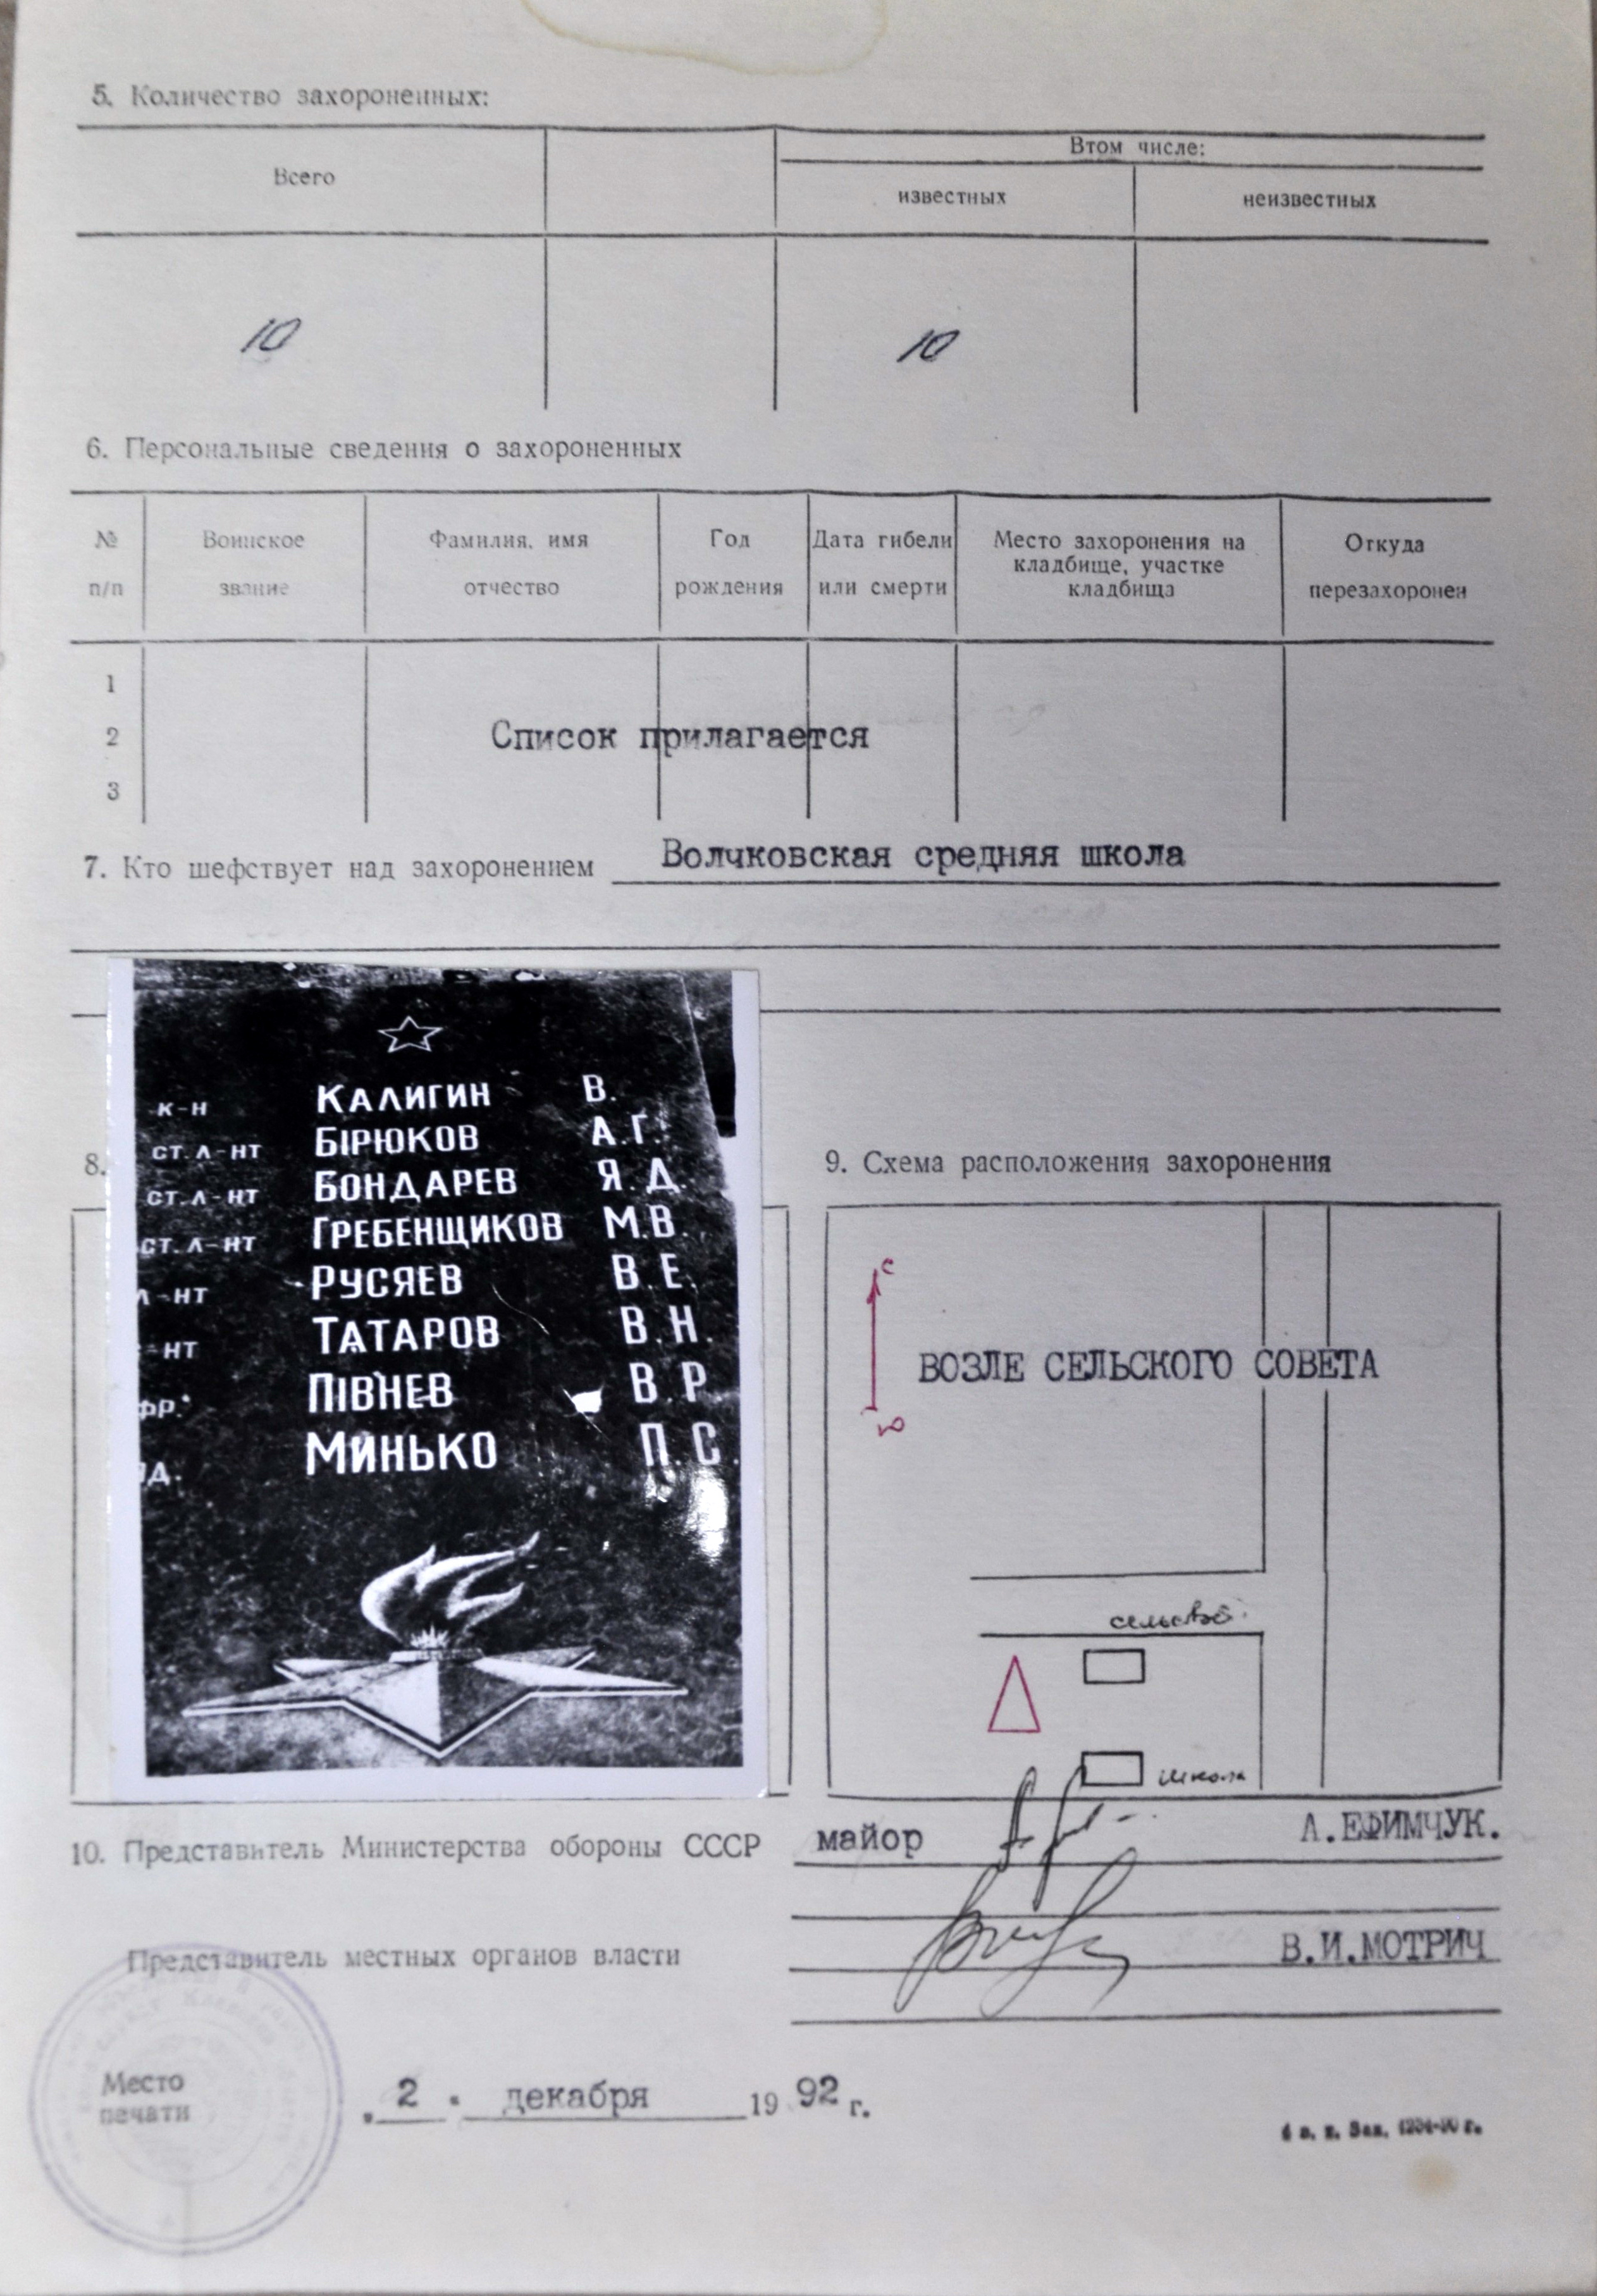 5. Количество захороненных:
Всего
Втом числе:
известных
неизвестных
10
10
6. Персональные сведения о захороненных
№ п/п
Воинское звание
Фамилия, имя отчество
Год рождения
Дата гибели или смерти
Место захоронения на кладбище, участке кладбища
Откуда перезахоронен
1
2
3
Список прилагается
7. Кто шефствует над захоронением Волчковская средняя школа
К-Н КАЛИГИН В.
СТ. Л-НТ БІРЮКОВ А.Г.
СТ. Л-НТ БОНДАРЕВ Я.Д.
СТ. Л-НТ ГРЕБЕНЩИКОВ М.В.
Л-НТ РУСЯЕВ В.Е.
-НТ ТАТАРОВ В.Н.
ФР. ПІВНЕВ В.Р
Д. МИНЬКО П.С.
8.
9. Схема расположения захоронения
С
Ю
ВОЗЛЕ СЕЛЬСКОГО СОВЕТА
школа
10. Представитель Министерства обороны СССР майор А.ЕФИМЧУК.
Представитель местных органов власти В.И.МОТРИЧ
Место печати
„ 2 " декабря 19 92 г.